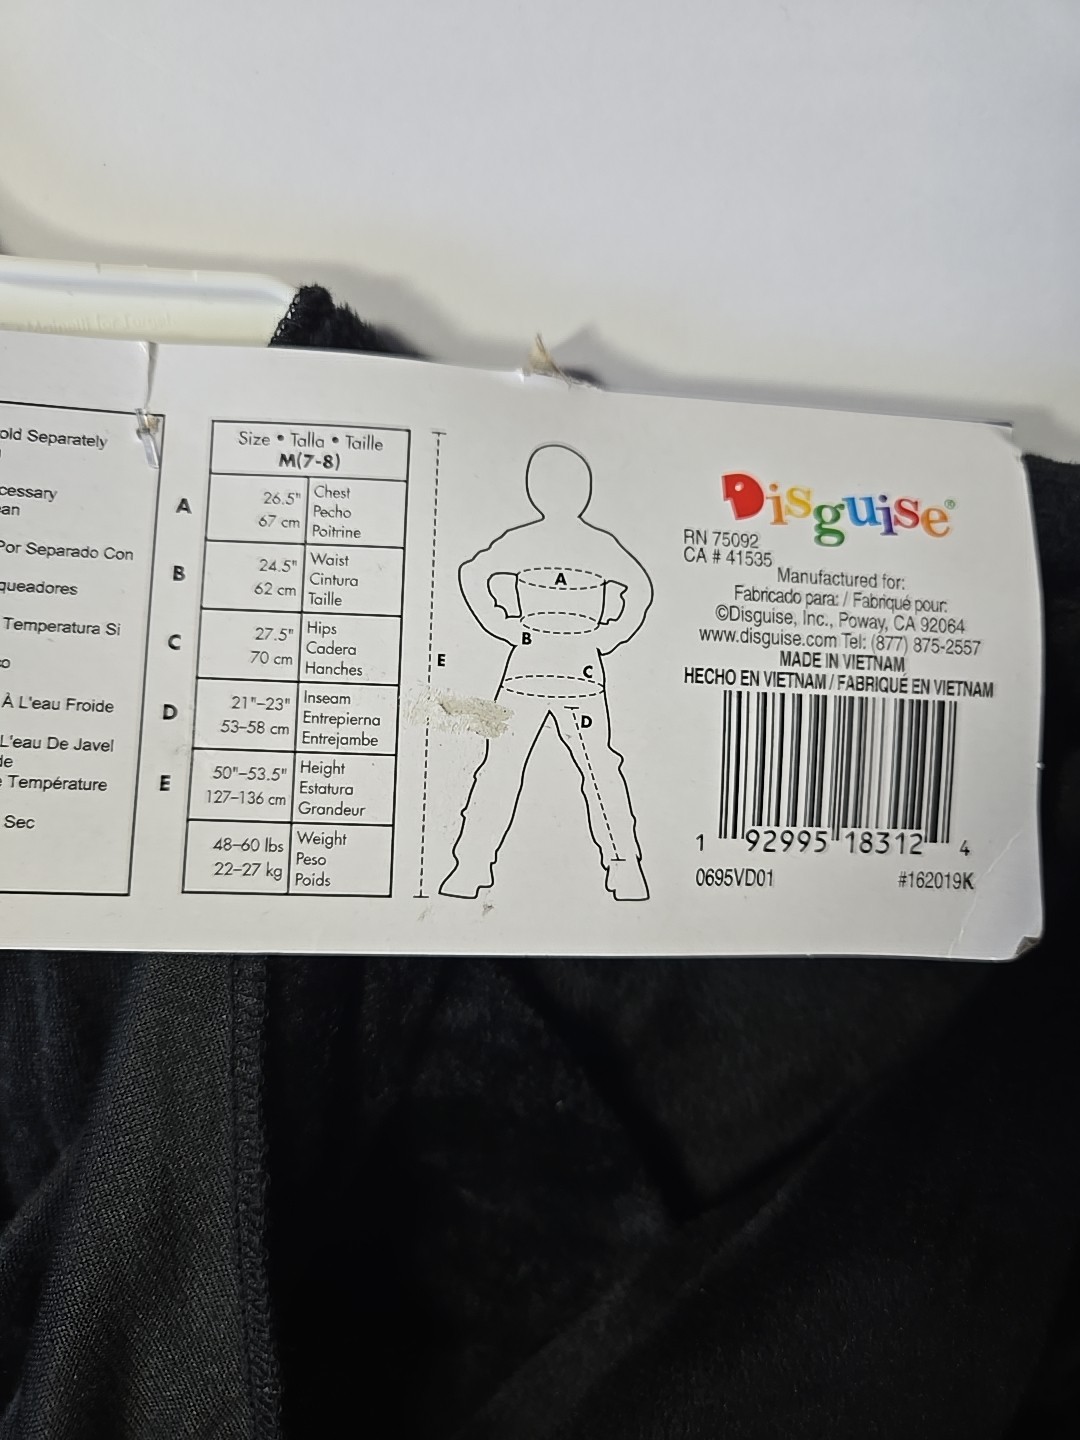 old Separately
cessary
an
Por Separado Con
queadores
Temperatura Si
o
À L'eau Froide
L'eau De Javel
de
Température
Sec
Size • Talla • Taille
M(7-8)
A
26.5" Chest
67 cm Pecho
Poitrine
B
24.5" Waist
62 cm Cintura
Taille
C
27.5" Hips
70 cm Cadera
Hanches
D
21"–23" Inseam
53–58 cm Entrepierna
Entrejambe
E
50"–53.5" Height
127–136 cm Estatura
Grandeur
48–60 lbs Weight
22–27 kg Peso
Poids
A
B
C
D
E
Disguise®
RN 75092
CA # 41535
Manufactured for:
Fabricado para: / Fabriqué pour:
©Disguise, Inc., Poway, CA 92064
www.disguise.com Tel: (877) 875-2557
MADE IN VIETNAM
HECHO EN VIETNAM / FABRIQUÉ EN VIETNAM
1 92995 18312 4
0695VD01 #162019K